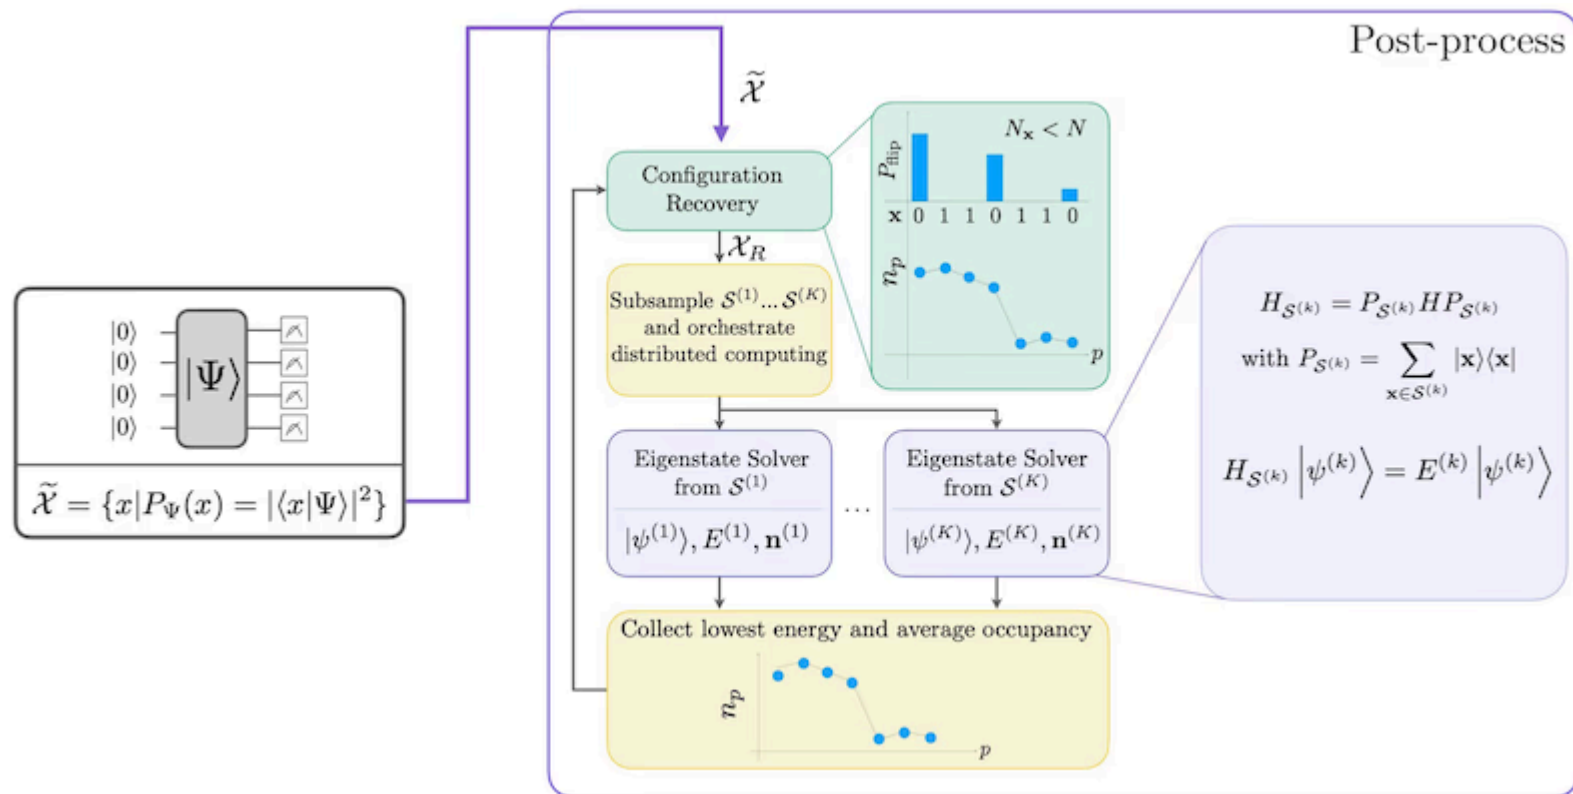 Post-process
𝒳̃
Configuration
Recovery
𝒳_R
N_𝐱 < N
P_flip
𝐱 0 1 1 0 1 1 0
n_p
p
Subsample 𝒮^(1)...𝒮^(K)
and orchestrate
distributed computing
|0⟩
|0⟩
|0⟩
|0⟩
|Ψ⟩
𝒳̃ = {x|P_Ψ(x) = |⟨x|Ψ⟩|²}
Eigenstate Solver
from 𝒮^(1)
|ψ^(1)⟩, E^(1), 𝐧^(1)
...
Eigenstate Solver
from 𝒮^(K)
|ψ^(K)⟩, E^(K), 𝐧^(K)
H_𝒮^(k) = P_𝒮^(k) H P_𝒮^(k)
with P_𝒮^(k) = ∑_{𝐱∈𝒮^(k)} |𝐱⟩⟨𝐱|
H_𝒮^(k) |ψ^(k)⟩ = E^(k) |ψ^(k)⟩
Collect lowest energy and average occupancy
n_p
p